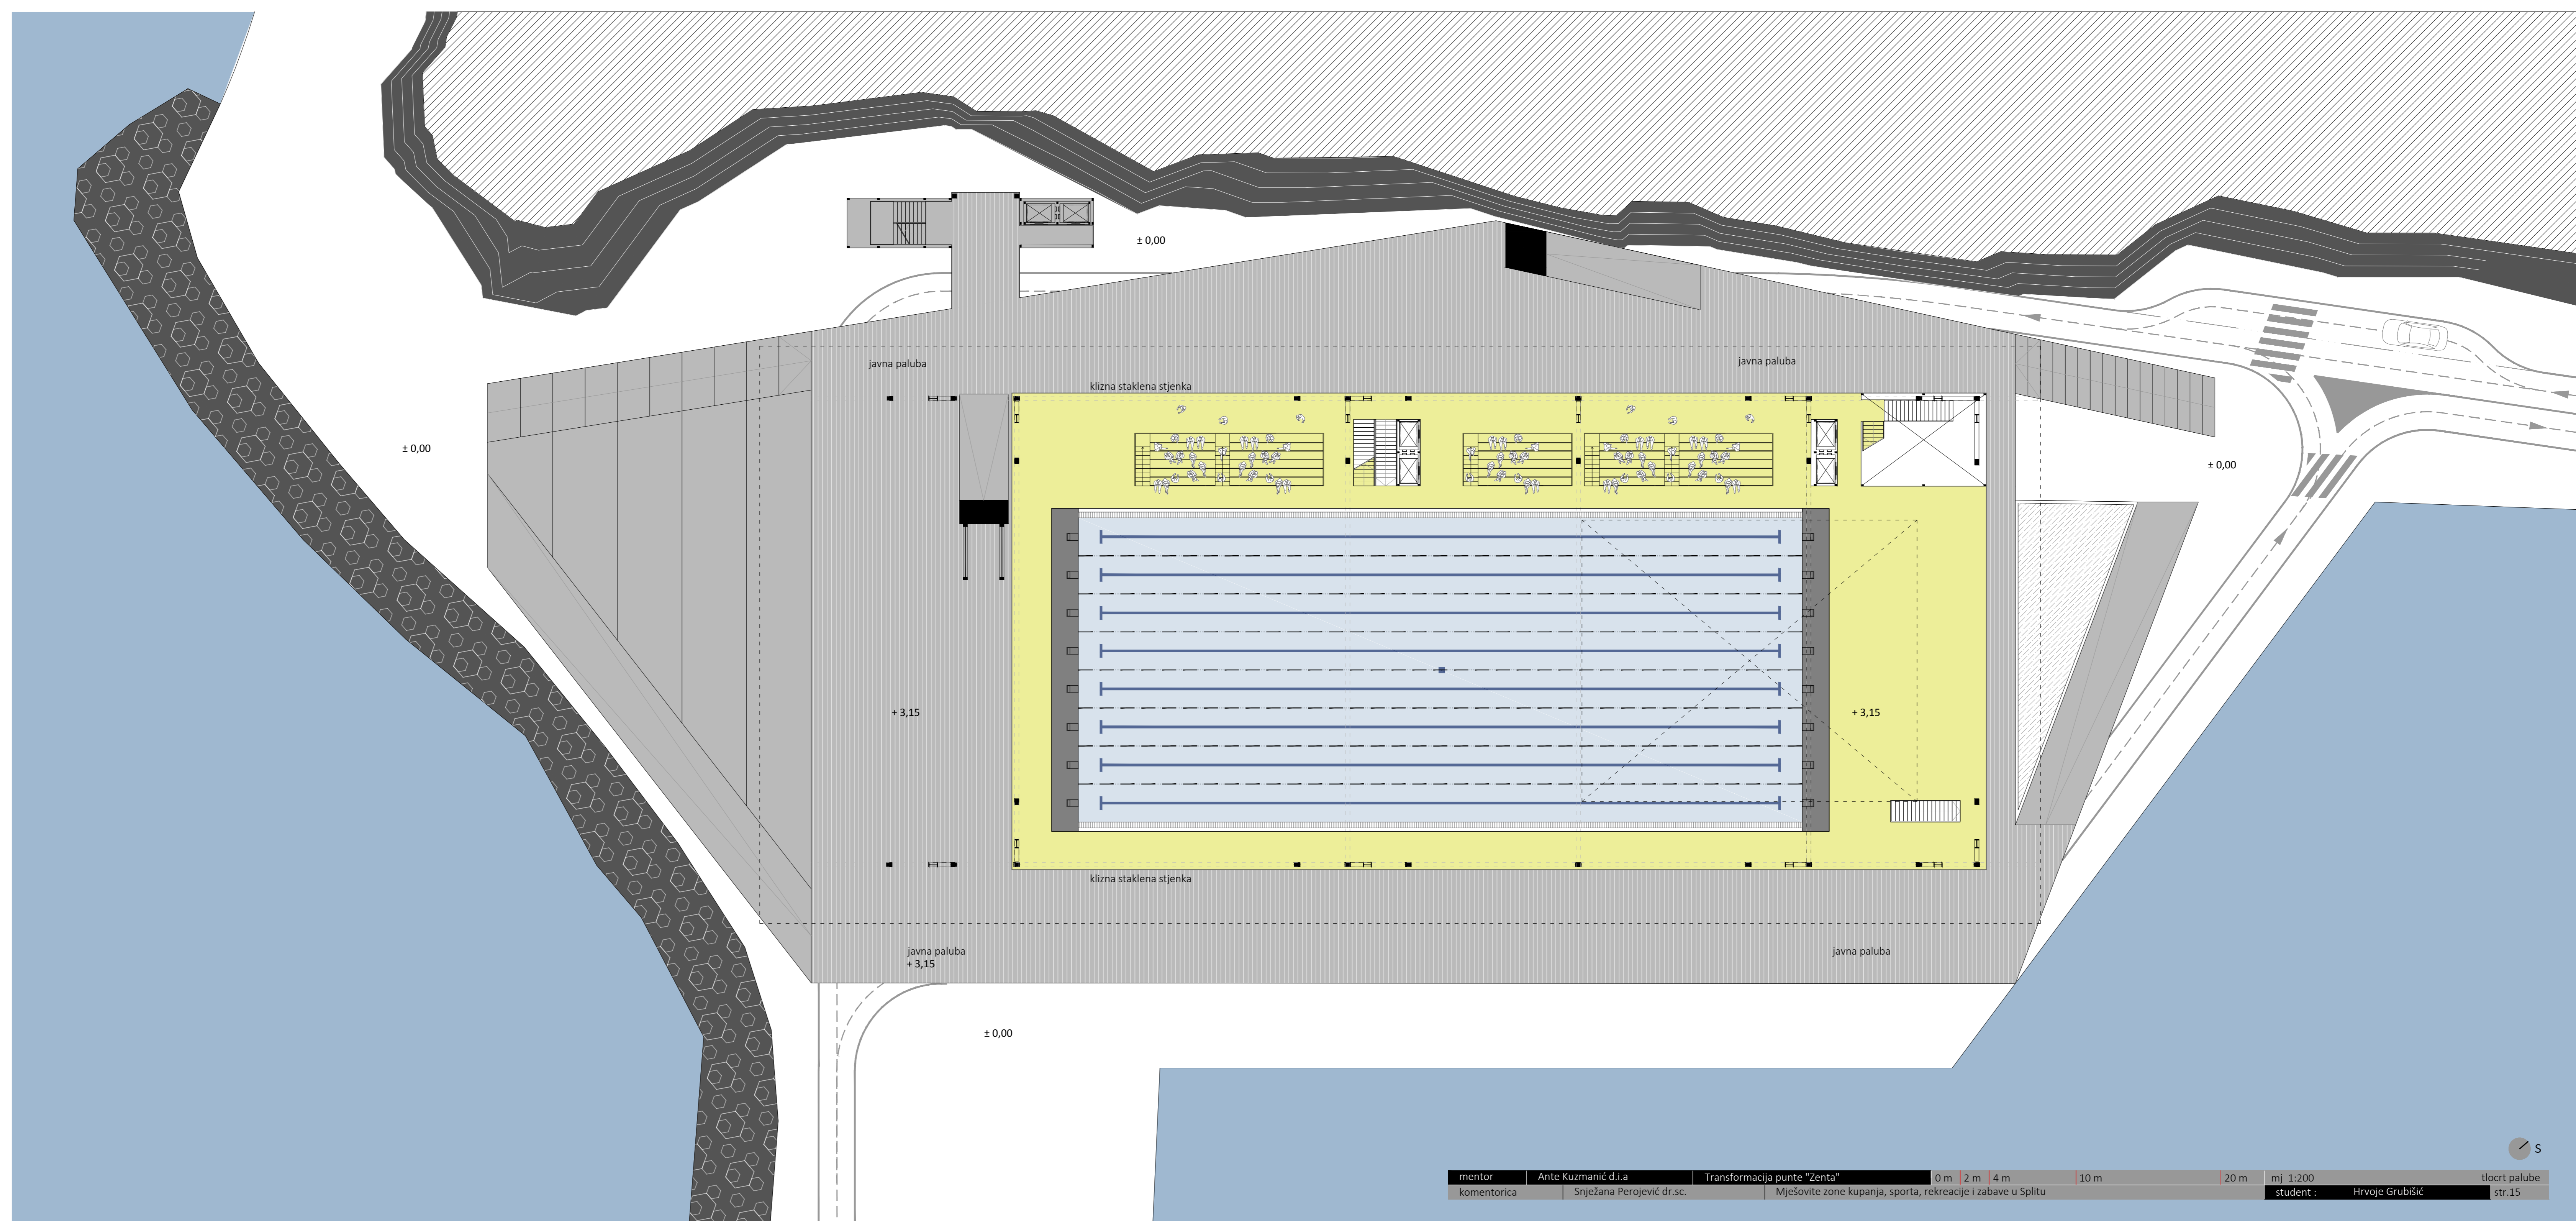 ± 0,00
javna paluba
javna paluba
klizna staklena stjenka
± 0,00
± 0,00
+ 3,15
+ 3,15
klizna staklena stjenka
javna paluba
+ 3,15
javna paluba
± 0,00
S
mentor Ante Kuzmanić d.i.a Transformacija punte "Zenta" 0 m 2 m 4 m 10 m 20 m mj 1:200 tlocrt palube
komentorica Snježana Perojević dr.sc. Mješovite zone kupanja, sporta, rekreacije i zabave u Splitu student : Hrvoje Grubišić str.15